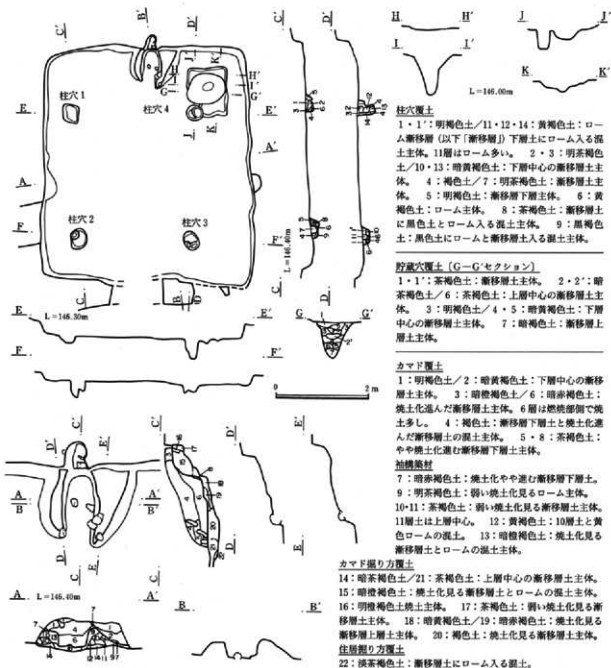 C'
B'
D'
J'
K'
柱穴 1
柱穴 4
H
H'
G
G'
J
K
E
E'
A
A'
F
F'
柱穴 2
柱穴 3
C
B
D
L=146.40m
L=146.30m
E
E'
F
F'
G
G'
0
2 m
H
H'
I
I'
J
J'
K
K'
L=146.00m
柱穴覆土
1・1′:明褐色土/11・12・14:黄褐色土:ロー
ム漸移層(以下「漸移層」)下層土にローム入る混
土主体。11層はローム多い。 2・3:明茶褐
色土/10・13:暗黄褐色土:下層中心の漸移層土主
体。 4:褐色土/7:明茶褐色土:漸移層土主
体。 5:明褐色土:漸移層下層土主体。 6:黄
褐色土:ローム主体。 8:茶褐色土:漸移層土
に黒色土とローム入る混土主体。 9:黒褐色
土:黒色土にロームと漸移層土入る混土主体。
貯蔵穴覆土〔G-G′セクション〕
1・1′:茶褐色土:漸移層土主体。 2・2′:暗
茶褐色土/6:茶褐色土:上層中心の漸移層土主
体。 3:明褐色土/4・5:暗黄褐色土:下層
中心の漸移層土主体。 7:暗褐色土:漸移層上
層土主体。
カマド覆土
1:明褐色土/2:暗黄褐色土:下層中心の漸移
層土主体。 3:暗橙褐色土/6:暗赤褐色土:
焼土化進んだ漸移層土主体。6層は燃焼部側で焼
土多し。 4:褐色土:漸移層下層土と焼土化進
んだ漸移層土の混土主体。 5・8:茶褐色土:
やや焼土化進む漸移層下層土主体。
袖構築材
7:暗赤褐色土:焼土化やや進む漸移層下層土。
9:明茶褐色土:弱い焼土化見るローム主体。
10・11:茶褐色土:弱い焼土化見る漸移層土主体。
11層土は上層中心。 12:黄褐色土:10層土と黄
色ロームの混土。 13:暗橙褐色土:焼土化見る
漸移層土とロームの混土主体。
カマド掘り方覆土
14:暗茶褐色土/21:茶褐色土:上層中心の漸移層土主体。
15:暗橙褐色土:焼土化見る漸移層土とロームの混土主体。
16:明橙褐色土焼土主体。 17:茶褐色土:弱い焼土化見る漸
移層土主体。 18:暗黄褐色土/19:暗赤褐色土:焼土化見る
漸移層上層土主体。 20:褐色土:焼土化見る漸移層土主体。
住居掘り方覆土
22:淡茶褐色土:漸移層土にローム入る混土。
C'
D'
E'
A
B
A'
B'
D
E
C
A
L=146.40m
A'
B
B'